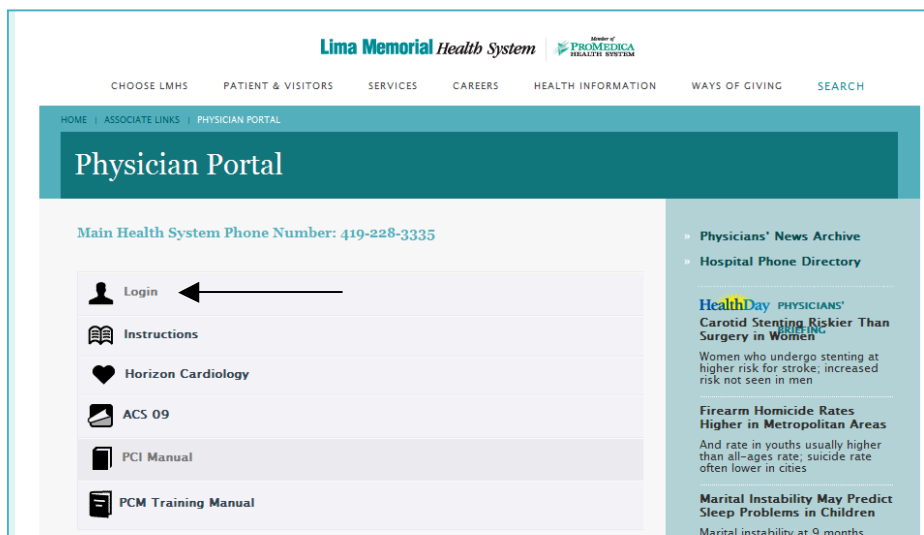 Lima Memorial Health System
Member of
PROMEDICA
HEALTH SYSTEM
CHOOSE LMHS PATIENT & VISITORS SERVICES CAREERS HEALTH INFORMATION WAYS OF GIVING SEARCH
HOME | ASSOCIATE LINKS | PHYSICIAN PORTAL
Physician Portal
Main Health System Phone Number: 419-228-3335
Login
Instructions
Horizon Cardiology
ACS 09
PCI Manual
PCM Training Manual
» Physicians' News Archive
» Hospital Phone Directory
HealthDay PHYSICIANS'
BRIEFING
Carotid Stenting Riskier Than
Surgery in Women
Women who undergo stenting at
higher risk for stroke; increased
risk not seen in men
Firearm Homicide Rates
Higher in Metropolitan Areas
And rate in youths usually higher
than all-ages rate; suicide rate
often lower in cities
Marital Instability May Predict
Sleep Problems in Children
Marital instability at 9 months